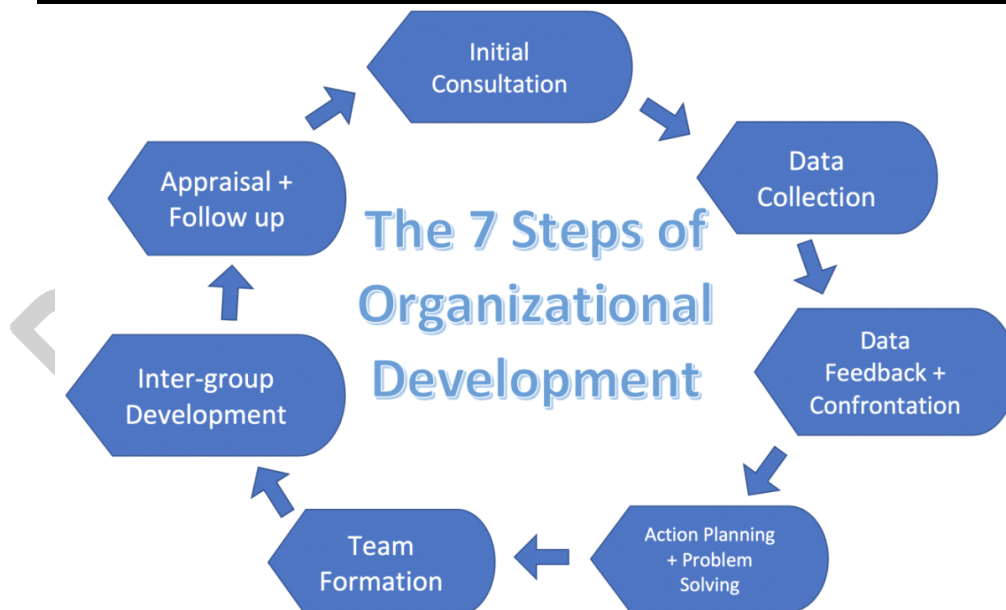 Initial
Consultation
Data
Collection
Data
Feedback +
Confrontation
Action Planning
+ Problem
Solving
Team
Formation
Inter-group
Development
Appraisal +
Follow up
The 7 Steps of
Organizational
Development